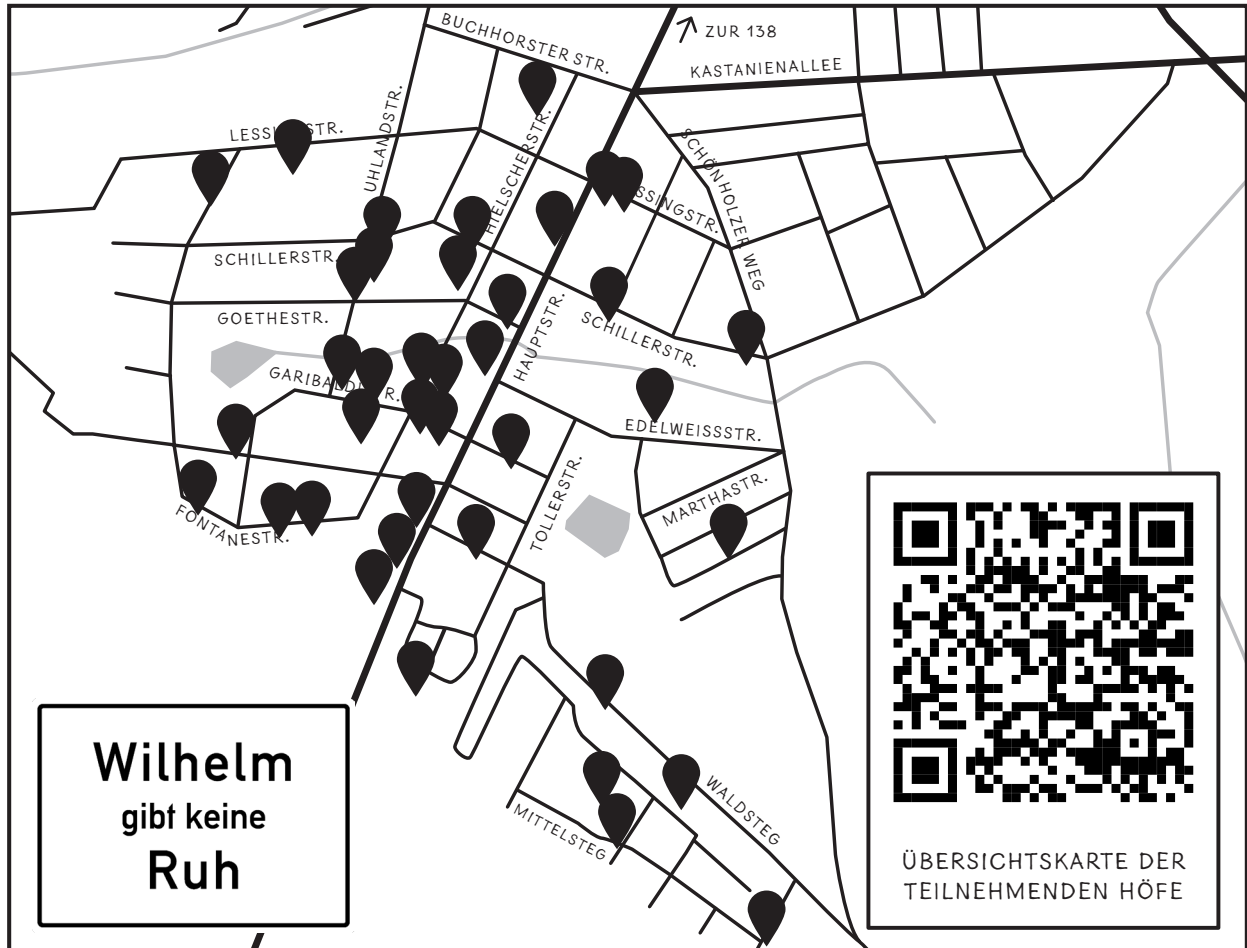 BUCHHORSTER STR.
ZUR 138
KASTANIENALLEE
UHLANDSTR.
SCHÖNHOLZER WEG
SCHILLERSTR.
GOETHESTR.
HAUPTSTR.
SCHILLERSTR.
EDELWEISSSTR.
MARTHASTR.
TOLLERSTR.
FONTANESTR.
WALDSTEG
MITTELSTEG
Wilhelm
gibt keine
Ruh
ÜBERSICHTSKARTE DER
TEILNEHMENDEN HÖFE